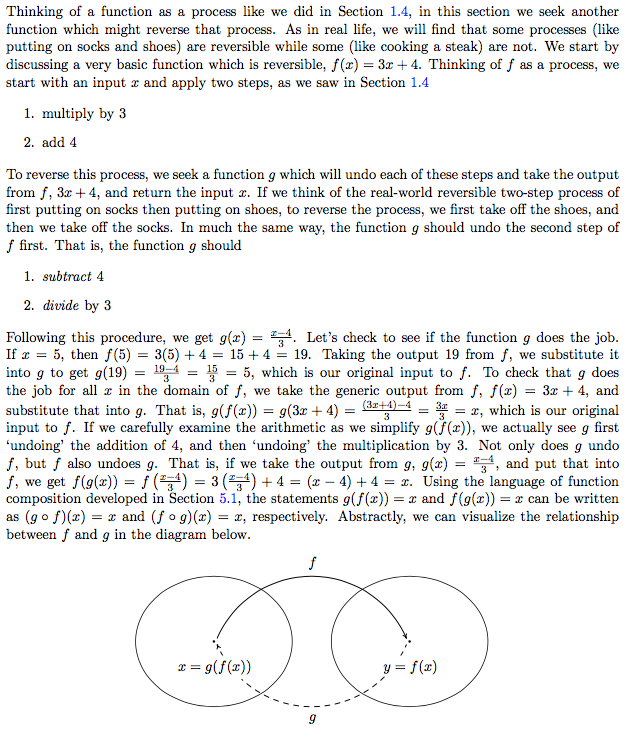 Thinking of a function as a process like we did in Section 1.4, in this section we seek another
function which might reverse that process. As in real life, we will find that some processes (like
putting on socks and shoes) are reversible while some (like cooking a steak) are not. We start by
discussing a very basic function which is reversible, f(x) = 3x + 4. Thinking of f as a process, we
start with an input x and apply two steps, as we saw in Section 1.4
1. multiply by 3
2. add 4
To reverse this process, we seek a function g which will undo each of these steps and take the output
from f, 3x + 4, and return the input x. If we think of the real-world reversible two-step process of
first putting on socks then putting on shoes, to reverse the process, we first take off the shoes, and
then we take off the socks. In much the same way, the function g should undo the second step of
f first. That is, the function g should
1. subtract 4
2. divide by 3
Following this procedure, we get g(x) = \frac{x-4}{3}. Let's check to see if the function g does the job.
If x = 5, then f(5) = 3(5) + 4 = 15 + 4 = 19. Taking the output 19 from f, we substitute it
into g to get g(19) = \frac{19-4}{3} = \frac{15}{3} = 5, which is our original input to f. To check that g does
the job for all x in the domain of f, we take the generic output from f, f(x) = 3x + 4, and
substitute that into g. That is, g(f(x)) = g(3x + 4) = \frac{(3x+4)-4}{3} = \frac{3x}{3} = x, which is our original
input to f. If we carefully examine the arithmetic as we simplify g(f(x)), we actually see g first
‘undoing’ the addition of 4, and then ‘undoing’ the multiplication by 3. Not only does g undo
f, but f also undoes g. That is, if we take the output from g, g(x) = \frac{x-4}{3}, and put that into
f, we get f(g(x)) = f(\frac{x-4}{3}) = 3(\frac{x-4}{3}) + 4 = (x − 4) + 4 = x. Using the language of function
composition developed in Section 5.1, the statements g(f(x)) = x and f(g(x)) = x can be written
as (g ∘ f)(x) = x and (f ∘ g)(x) = x, respectively. Abstractly, we can visualize the relationship
between f and g in the diagram below.
f
x = g(f(x)) y = f(x)
g